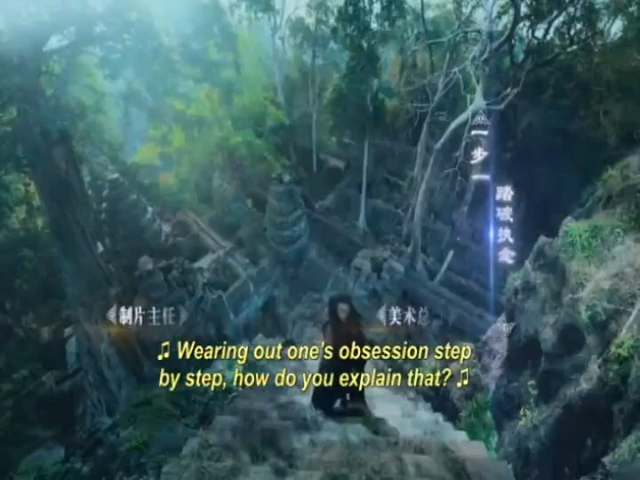 一步一
踏破执念
制片主任
美术总
♫ Wearing out one's obsession step
by step, how do you explain that? ♫